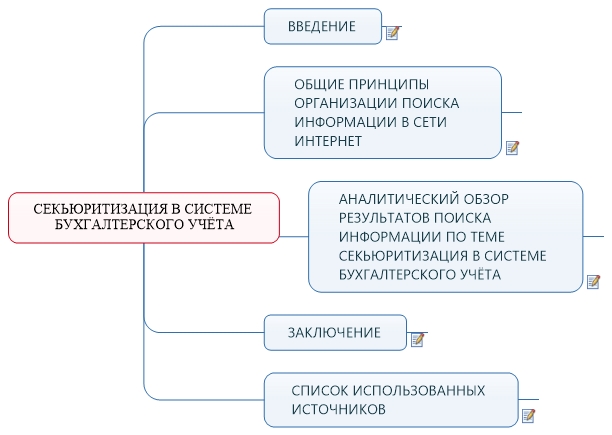 ВВЕДЕНИЕ
ОБЩИЕ ПРИНЦИПЫ
ОРГАНИЗАЦИИ ПОИСКА
ИНФОРМАЦИИ В СЕТИ
ИНТЕРНЕТ
СЕКЬЮРИТИЗАЦИЯ В СИСТЕМЕ
БУХГАЛТЕРСКОГО УЧЁТА
АНАЛИТИЧЕСКИЙ ОБЗОР
РЕЗУЛЬТАТОВ ПОИСКА
ИНФОРМАЦИИ ПО ТЕМЕ
СЕКЬЮРИТИЗАЦИЯ В СИСТЕМЕ
БУХГАЛТЕРСКОГО УЧЁТА
ЗАКЛЮЧЕНИЕ
СПИСОК ИСПОЛЬЗОВАННЫХ
ИСТОЧНИКОВ